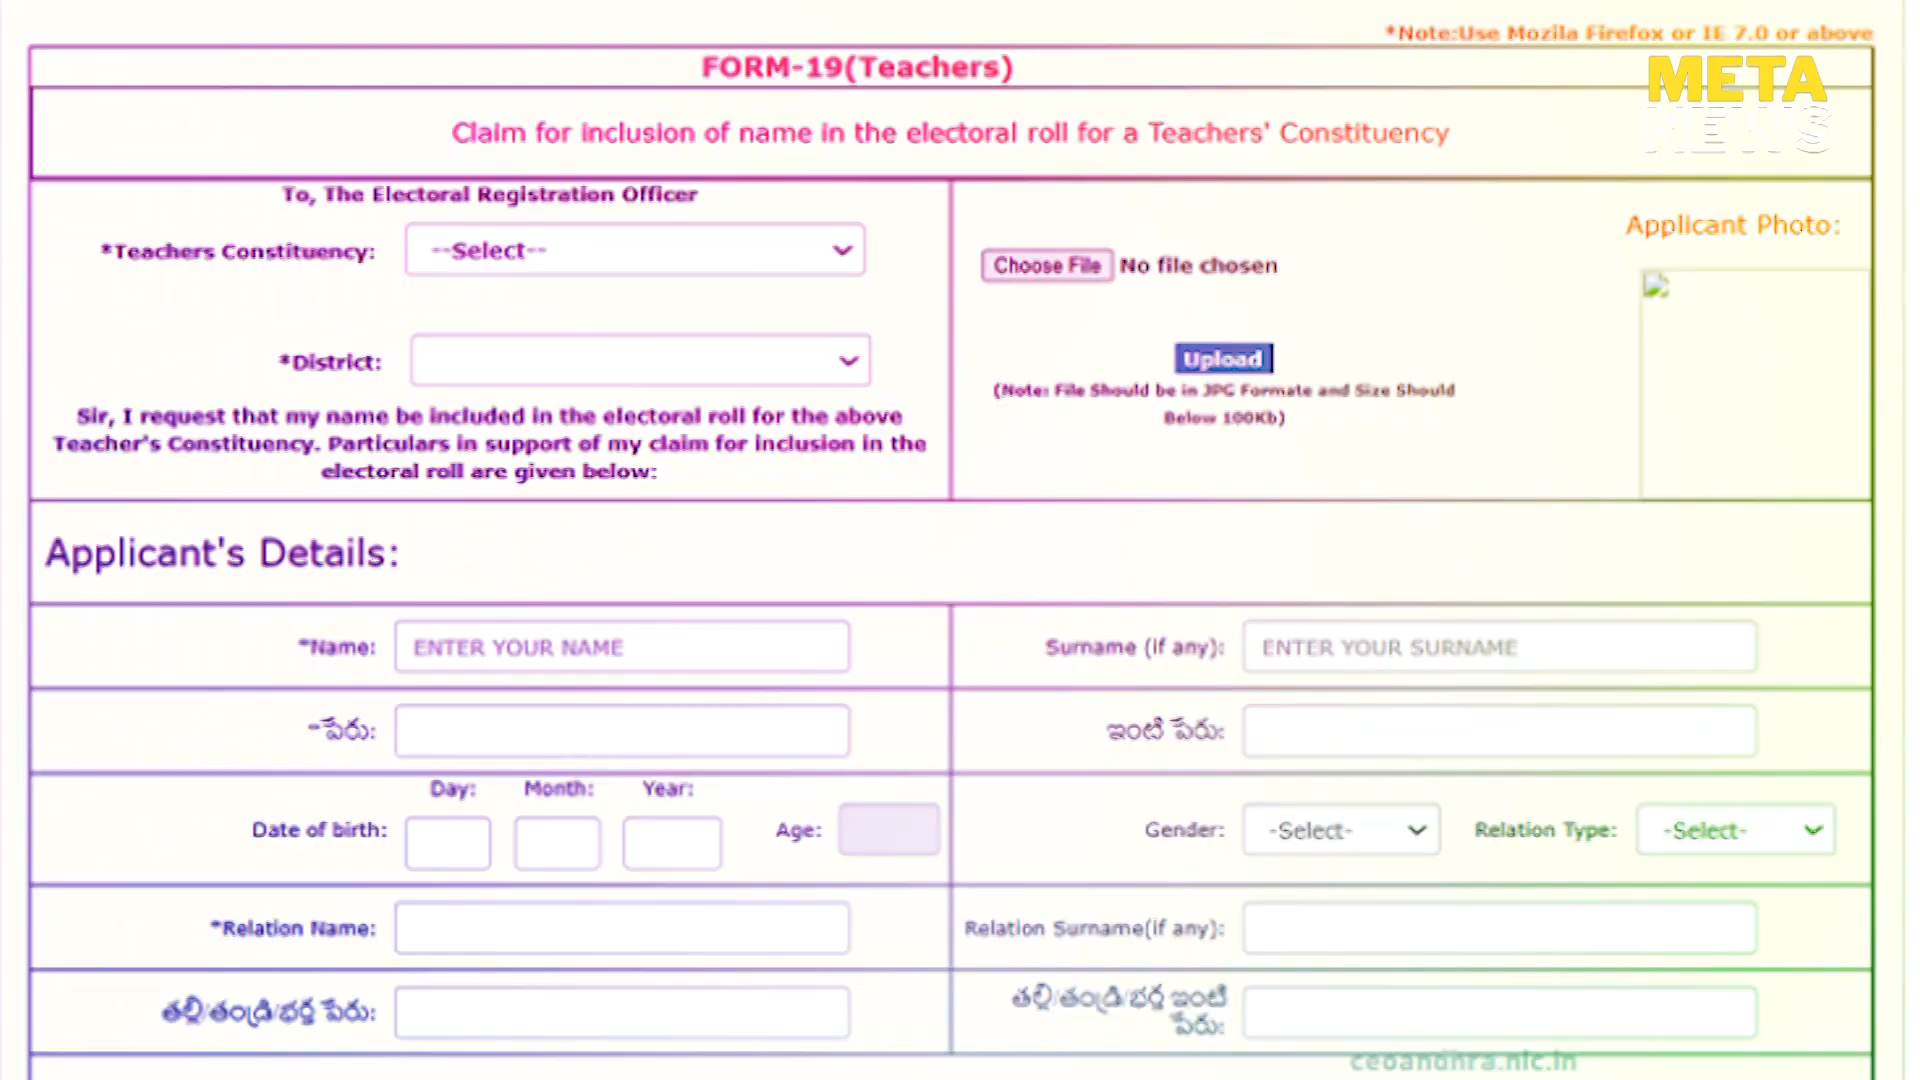 *Note:Use Mozila Firefox or IE 7.0 or above
META
NEWS
FORM-19(Teachers)
Claim for inclusion of name in the electoral roll for a Teachers' Constituency
To, The Electoral Registration Officer
*Teachers Constituency: --Select--
*District:
Sir, I request that my name be included in the electoral roll for the above
Teacher's Constituency. Particulars in support of my claim for inclusion in the
electoral roll are given below:
Applicant Photo:
Choose File No file chosen
Upload
(Note: File Should be in JPG Formate and Size Should
Below 100Kb)
Applicant's Details:
*Name: ENTER YOUR NAME
Surname (if any): ENTER YOUR SURNAME
*పేరు:
ఇంటి పేరు:
Day: Month: Year:
Date of birth: Age:
Gender: -Select- Relation Type: -Select-
*Relation Name:
Relation Surname(if any):
తల్లి/తండ్రి/భర్త పేరు:
తల్లి/తండ్రి/భర్త ఇంటి
పేరు:
ceoandhra.nic.in